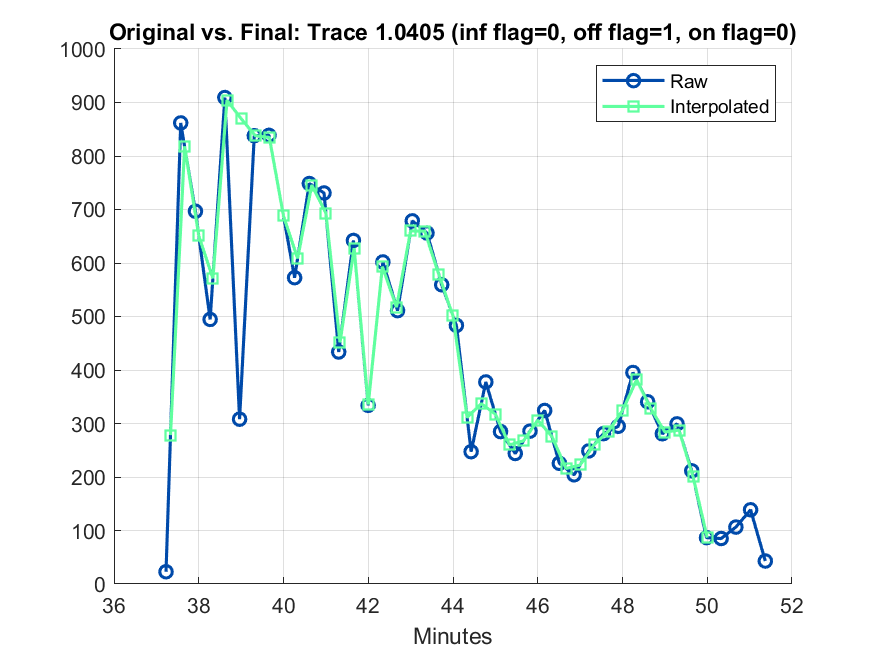 Original vs. Final: Trace 1.0405 (inf flag=0, off flag=1, on flag=0)
1000
900
800
700
600
500
400
300
200
100
0
Raw
Interpolated
36 38 40 42 44 46 48 50 52
Minutes